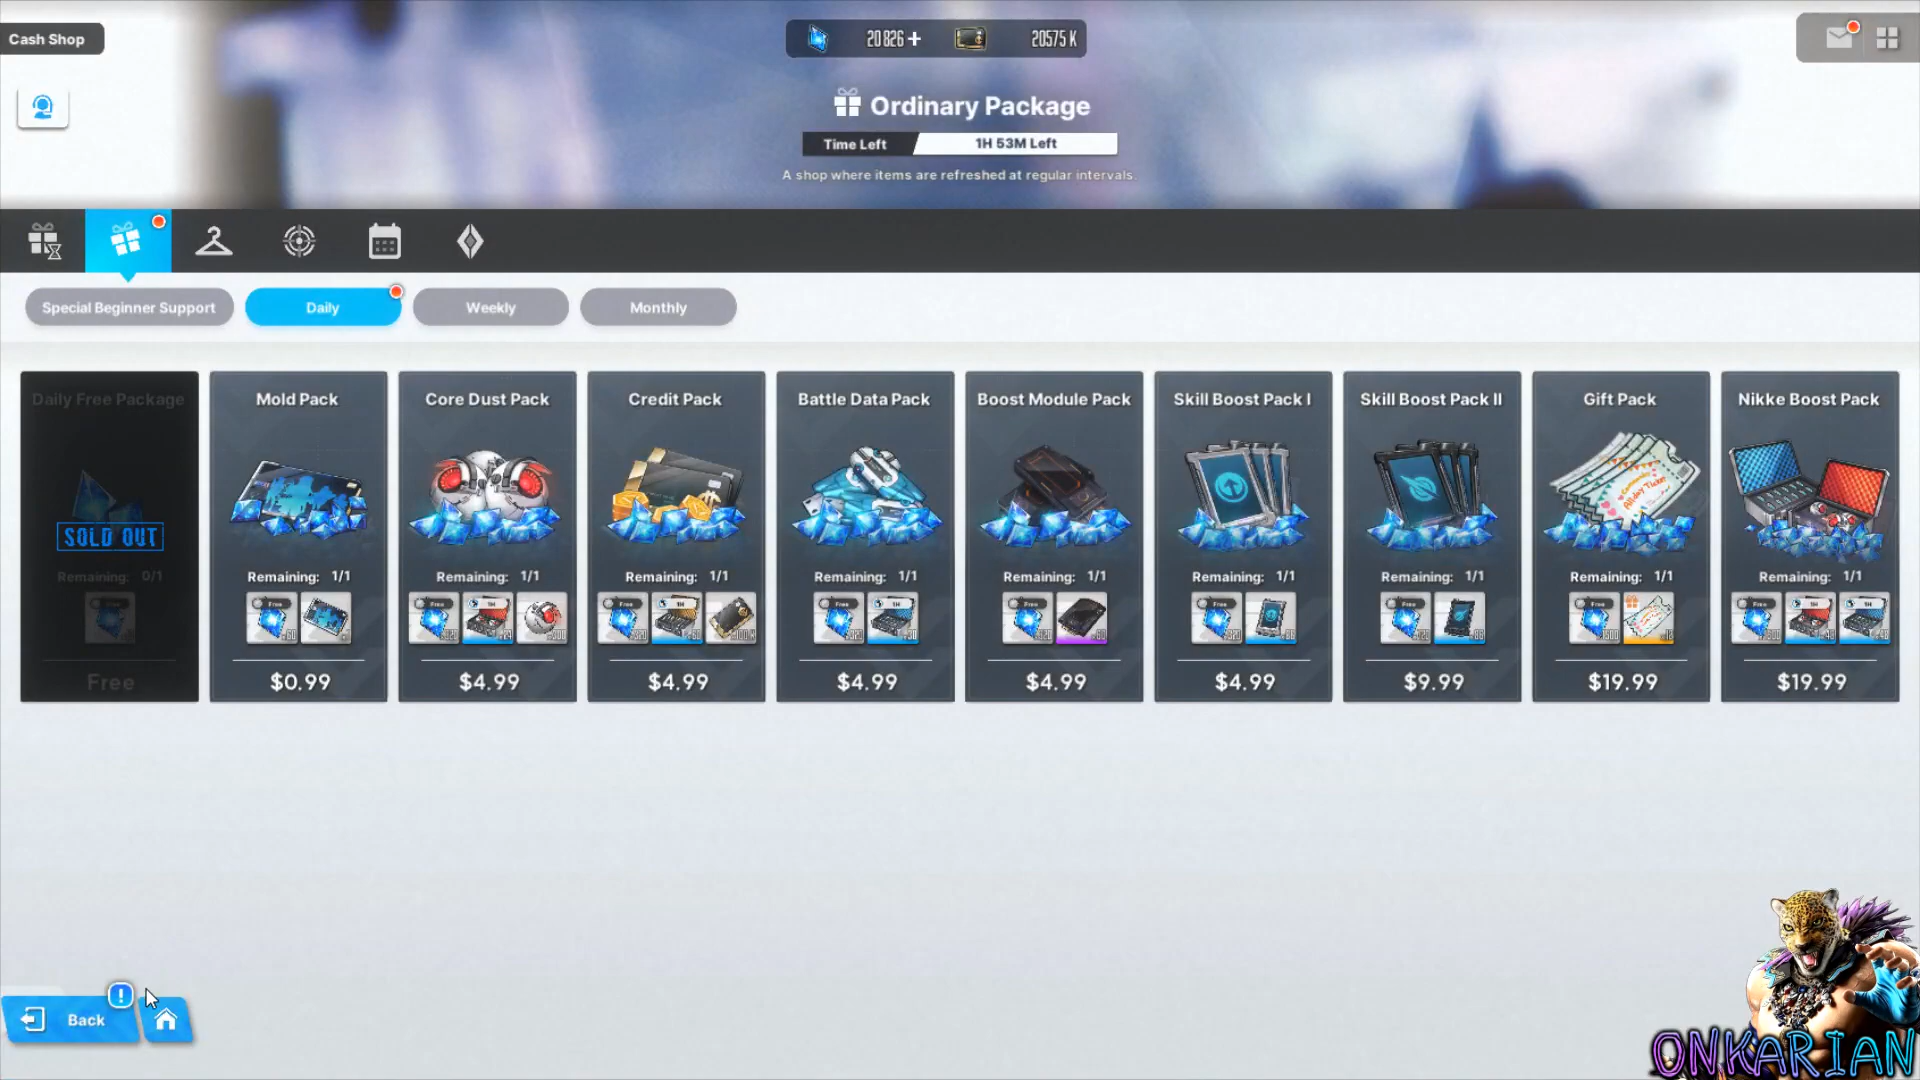 Cash Shop
20826+
20575 K
Ordinary Package
Time Left
1H 53M Left
A shop where items are refreshed at regular intervals.
Special Beginner Support
Daily
Weekly
Monthly
Daily Free Package
Mold Pack
Core Dust Pack
Credit Pack
Battle Data Pack
Boost Module Pack
Skill Boost Pack I
Skill Boost Pack II
Gift Pack
Nikke Boost Pack
SOLD OUT
Remaining: 0/1
Remaining: 1/1
Remaining: 1/1
Remaining: 1/1
Remaining: 1/1
Remaining: 1/1
Remaining: 1/1
Remaining: 1/1
Remaining: 1/1
Remaining: 1/1
Free
$0.99
$4.99
$4.99
$4.99
$4.99
$4.99
$9.99
$19.99
$19.99
Back
ONKARIAN